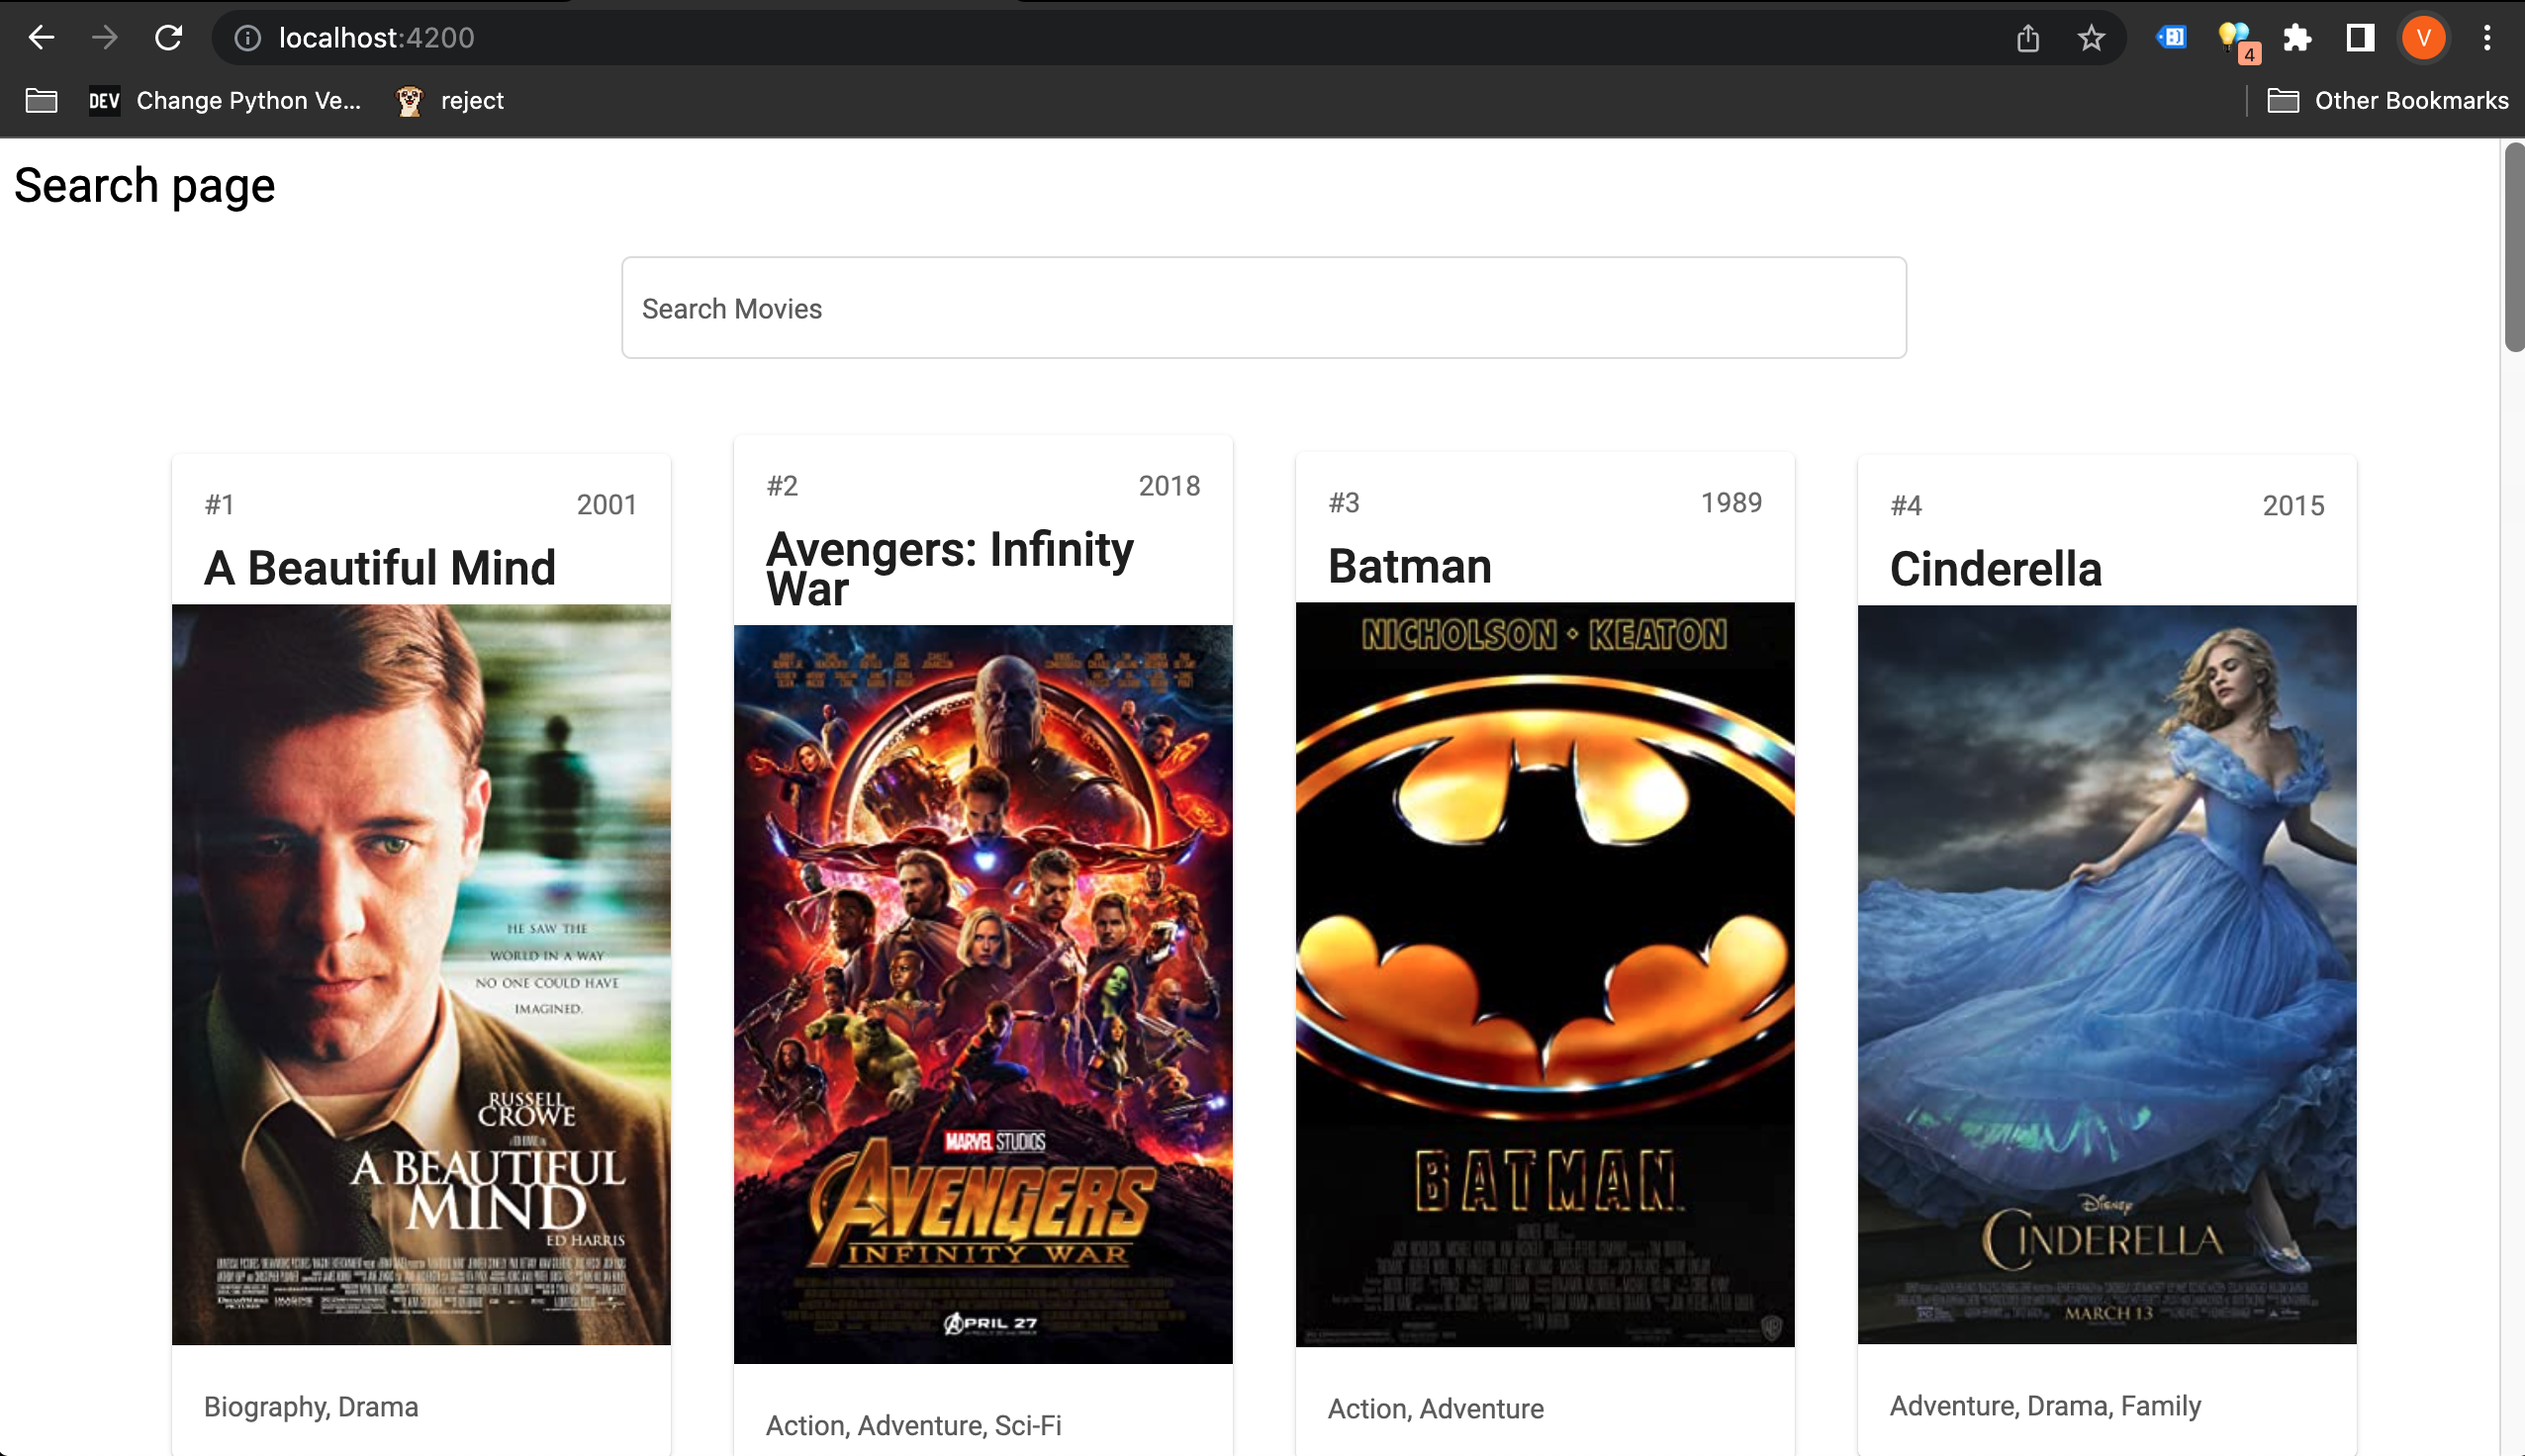 localhost:4200
4
V
DEV Change Python Ve...
reject
Other Bookmarks
Search page
Search Movies
#1 2001
A Beautiful Mind
HE SAW THE
WORLD IN A WAY
NO ONE COULD HAVE
IMAGINED.
RUSSELL
CROWE
A BEAUTIFUL
MIND
ED HARRIS
Biography, Drama
#2 2018
Avengers: Infinity
War
MARVEL STUDIOS
AVENGERS
INFINITY WAR
APRIL 27
Action, Adventure, Sci-Fi
#3 1989
Batman
NICHOLSON KEATON
BATMAN
Action, Adventure
#4 2015
Cinderella
Disney
CINDERELLA
MARCH 13
Adventure, Drama, Family